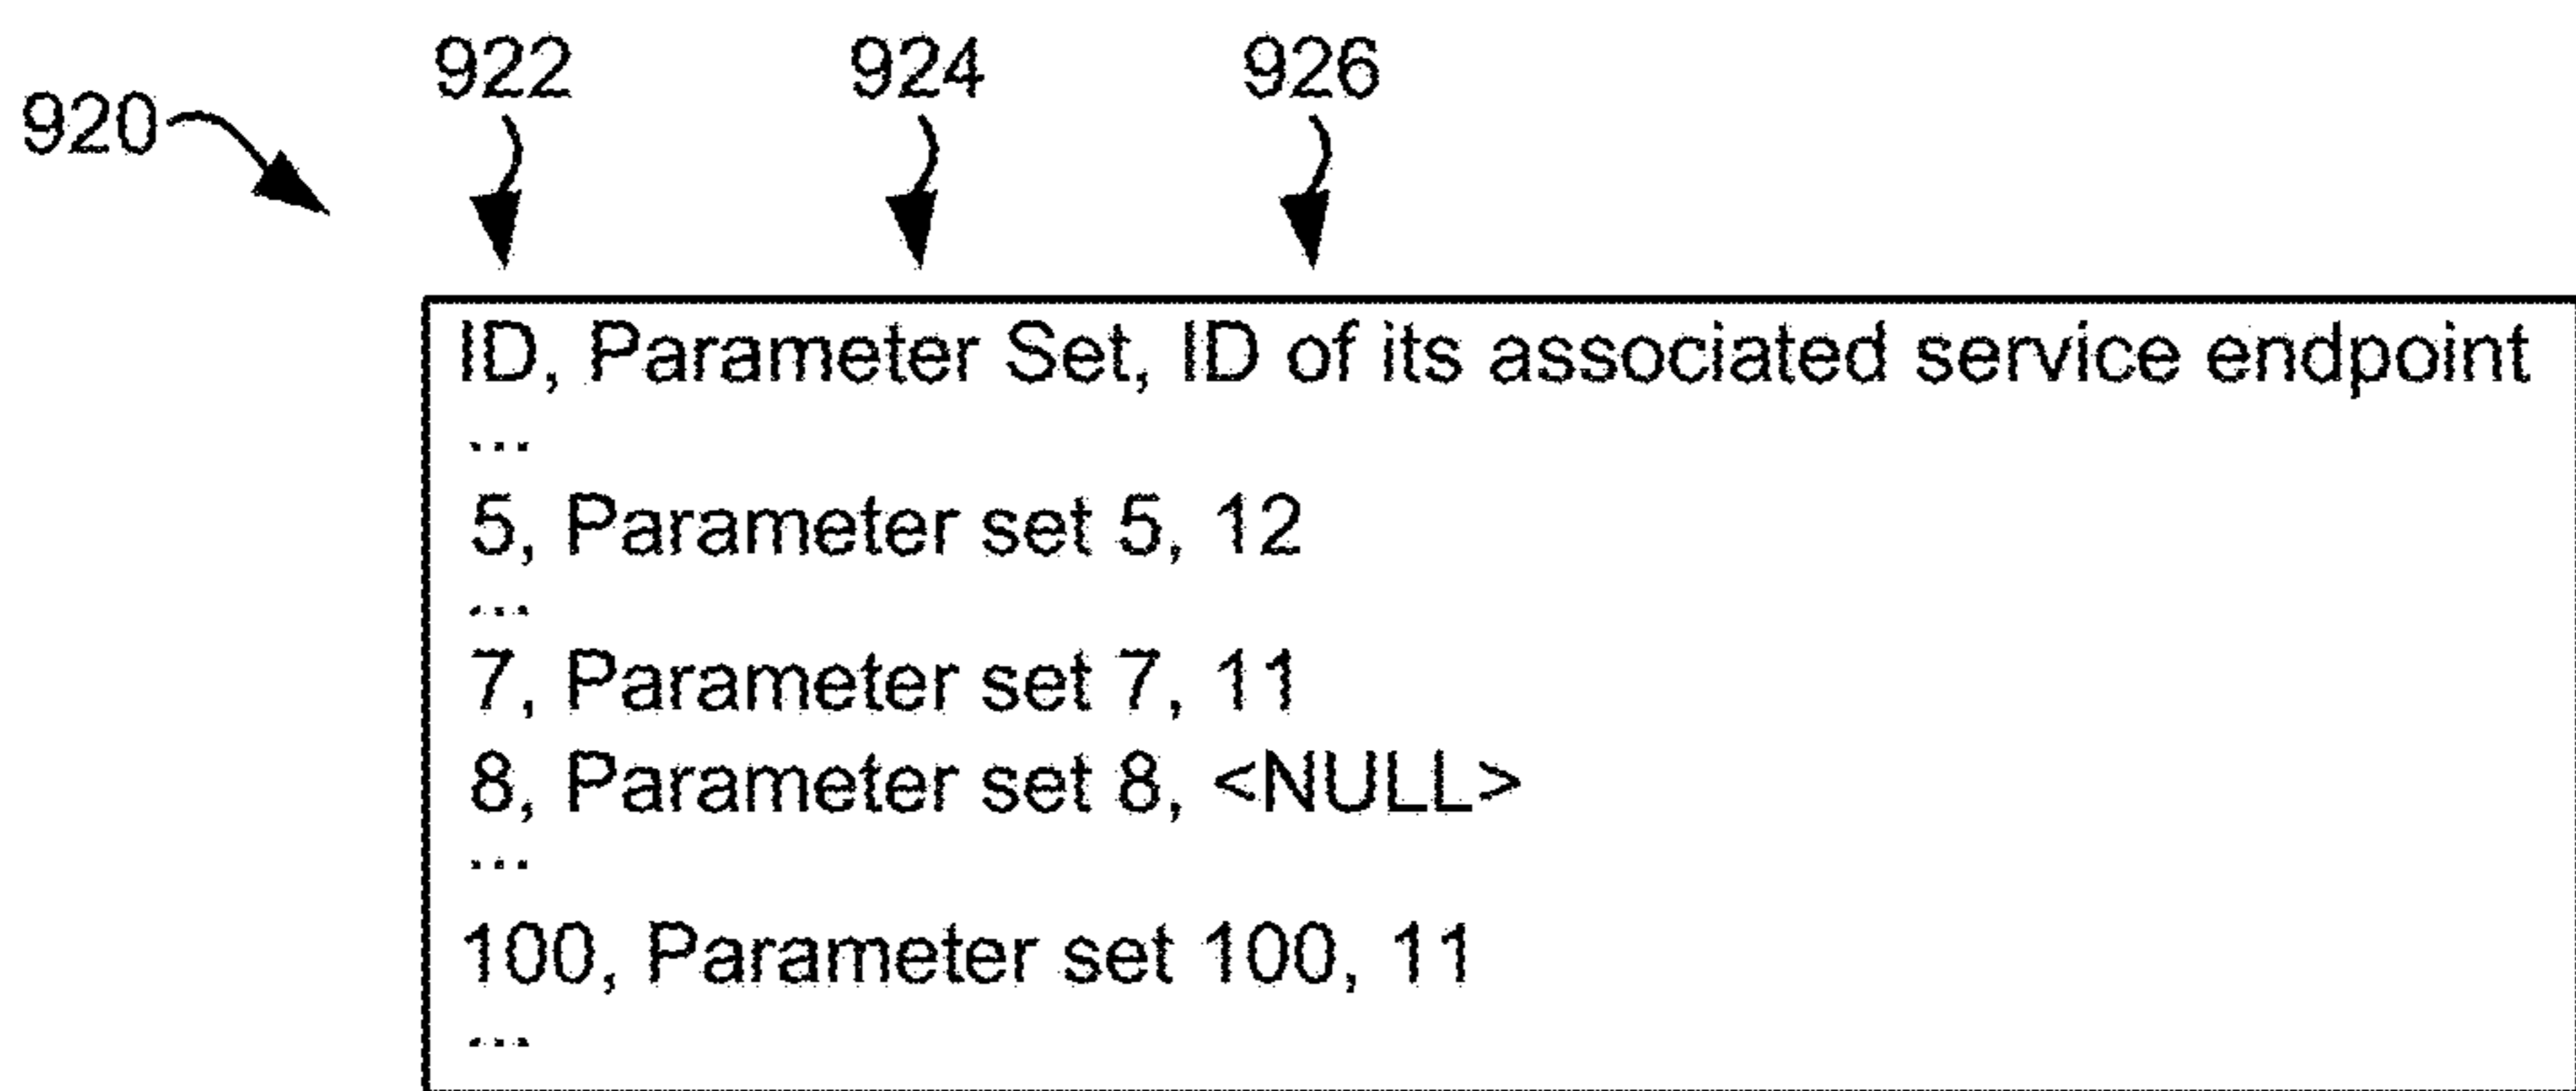 922 924 926
920
ID, Parameter Set, ID of its associated service endpoint
...
5, Parameter set 5, 12
...
7, Parameter set 7, 11
8, Parameter set 8, <NULL>
...
100, Parameter set 100, 11
...